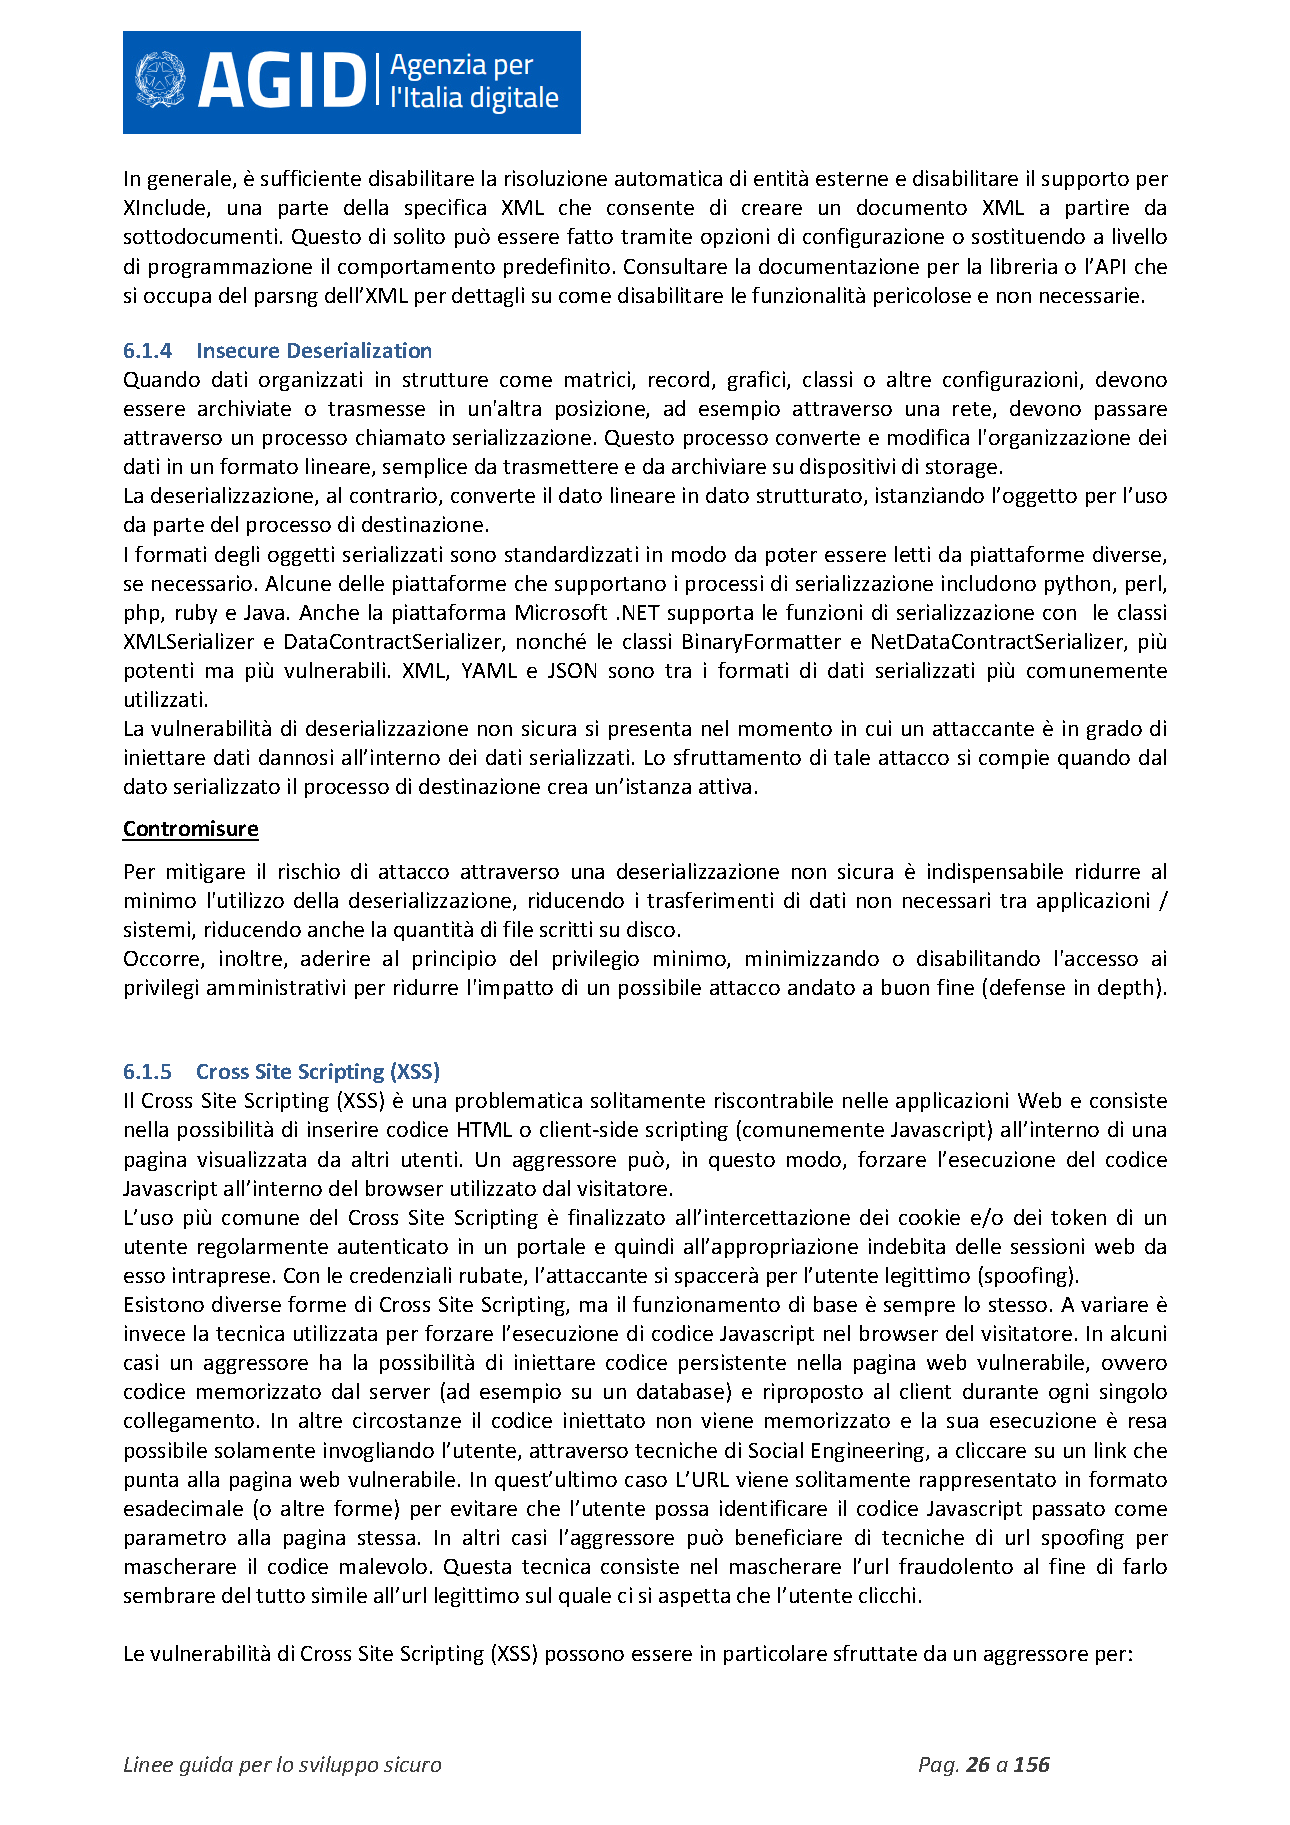 AGID
Agenzia per
l'Italia digitale
In generale, è sufficiente disabilitare la risoluzione automatica di entità esterne e disabilitare il supporto per
XInclude, una parte della specifica XML che consente di creare un documento XML a partire da
sottodocumenti. Questo di solito può essere fatto tramite opzioni di configurazione o sostituendo a livello
di programmazione il comportamento predefinito. Consultare la documentazione per la libreria o l’API che
si occupa del parsng dell’XML per dettagli su come disabilitare le funzionalità pericolose e non necessarie.
6.1.4 Insecure Deserialization
Quando dati organizzati in strutture come matrici, record, grafici, classi o altre configurazioni, devono
essere archiviate o trasmesse in un'altra posizione, ad esempio attraverso una rete, devono passare
attraverso un processo chiamato serializzazione. Questo processo converte e modifica l'organizzazione dei
dati in un formato lineare, semplice da trasmettere e da archiviare su dispositivi di storage.
La deserializzazione, al contrario, converte il dato lineare in dato strutturato, istanziando l’oggetto per l’uso
da parte del processo di destinazione.
I formati degli oggetti serializzati sono standardizzati in modo da poter essere letti da piattaforme diverse,
se necessario. Alcune delle piattaforme che supportano i processi di serializzazione includono python, perl,
php, ruby e Java. Anche la piattaforma Microsoft .NET supporta le funzioni di serializzazione con le classi
XMLSerializer e DataContractSerializer, nonché le classi BinaryFormatter e NetDataContractSerializer, più
potenti ma più vulnerabili. XML, YAML e JSON sono tra i formati di dati serializzati più comunemente
utilizzati.
La vulnerabilità di deserializzazione non sicura si presenta nel momento in cui un attaccante è in grado di
iniettare dati dannosi all’interno dei dati serializzati. Lo sfruttamento di tale attacco si compie quando dal
dato serializzato il processo di destinazione crea un’istanza attiva.
Contromisure
Per mitigare il rischio di attacco attraverso una deserializzazione non sicura è indispensabile ridurre al
minimo l'utilizzo della deserializzazione, riducendo i trasferimenti di dati non necessari tra applicazioni /
sistemi, riducendo anche la quantità di file scritti su disco.
Occorre, inoltre, aderire al principio del privilegio minimo, minimizzando o disabilitando l'accesso ai
privilegi amministrativi per ridurre l'impatto di un possibile attacco andato a buon fine (defense in depth).
6.1.5 Cross Site Scripting (XSS)
Il Cross Site Scripting (XSS) è una problematica solitamente riscontrabile nelle applicazioni Web e consiste
nella possibilità di inserire codice HTML o client-side scripting (comunemente Javascript) all’interno di una
pagina visualizzata da altri utenti. Un aggressore può, in questo modo, forzare l’esecuzione del codice
Javascript all’interno del browser utilizzato dal visitatore.
L’uso più comune del Cross Site Scripting è finalizzato all’intercettazione dei cookie e/o dei token di un
utente regolarmente autenticato in un portale e quindi all’appropriazione indebita delle sessioni web da
esso intraprese. Con le credenziali rubate, l’attaccante si spaccerà per l’utente legittimo (spoofing).
Esistono diverse forme di Cross Site Scripting, ma il funzionamento di base è sempre lo stesso. A variare è
invece la tecnica utilizzata per forzare l’esecuzione di codice Javascript nel browser del visitatore. In alcuni
casi un aggressore ha la possibilità di iniettare codice persistente nella pagina web vulnerabile, ovvero
codice memorizzato dal server (ad esempio su un database) e riproposto al client durante ogni singolo
collegamento. In altre circostanze il codice iniettato non viene memorizzato e la sua esecuzione è resa
possibile solamente invogliando l’utente, attraverso tecniche di Social Engineering, a cliccare su un link che
punta alla pagina web vulnerabile. In quest’ultimo caso L’URL viene solitamente rappresentato in formato
esadecimale (o altre forme) per evitare che l’utente possa identificare il codice Javascript passato come
parametro alla pagina stessa. In altri casi l’aggressore può beneficiare di tecniche di url spoofing per
mascherare il codice malevolo. Questa tecnica consiste nel mascherare l’url fraudolento al fine di farlo
sembrare del tutto simile all’url legittimo sul quale ci si aspetta che l’utente clicchi.
Le vulnerabilità di Cross Site Scripting (XSS) possono essere in particolare sfruttate da un aggressore per:
Linee guida per lo sviluppo sicuro Pag. 26 a 156